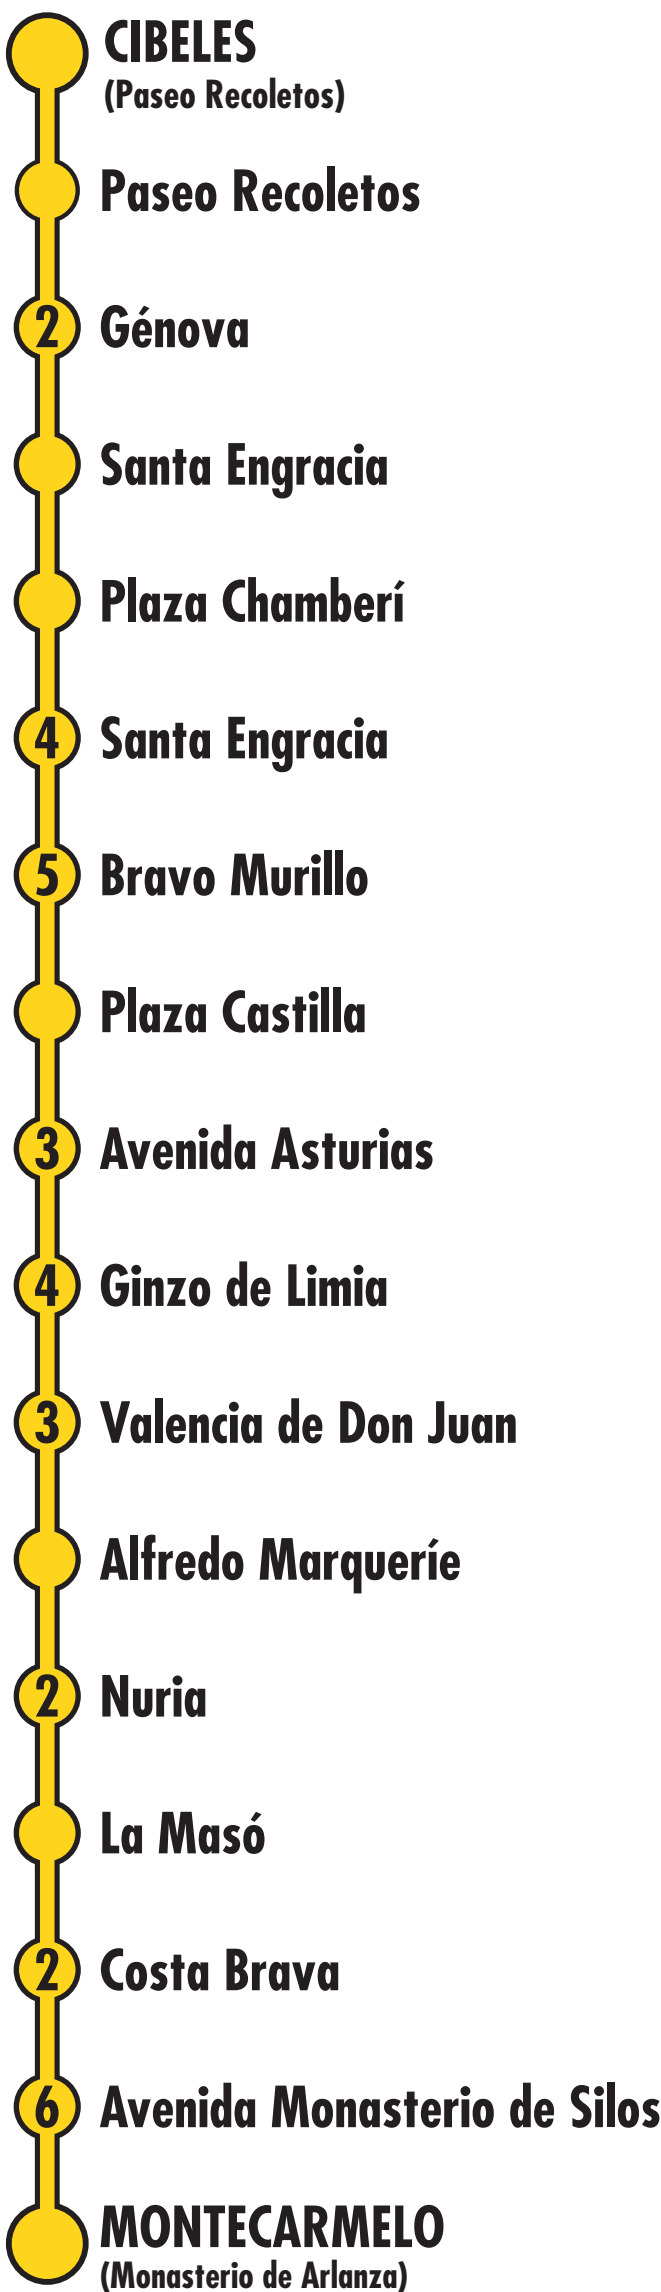 CIBELES
(Paseo Recoletos)
Paseo Recoletos
2 Génova
Santa Engracia
Plaza Chamberí
4 Santa Engracia
5 Bravo Murillo
Plaza Castilla
3 Avenida Asturias
4 Ginzo de Limia
3 Valencia de Don Juan
Alfredo Marqueríe
2 Nuria
La Masó
2 Costa Brava
6 Avenida Monasterio de Silos
MONTECARMELO
(Monasterio de Arlanza)